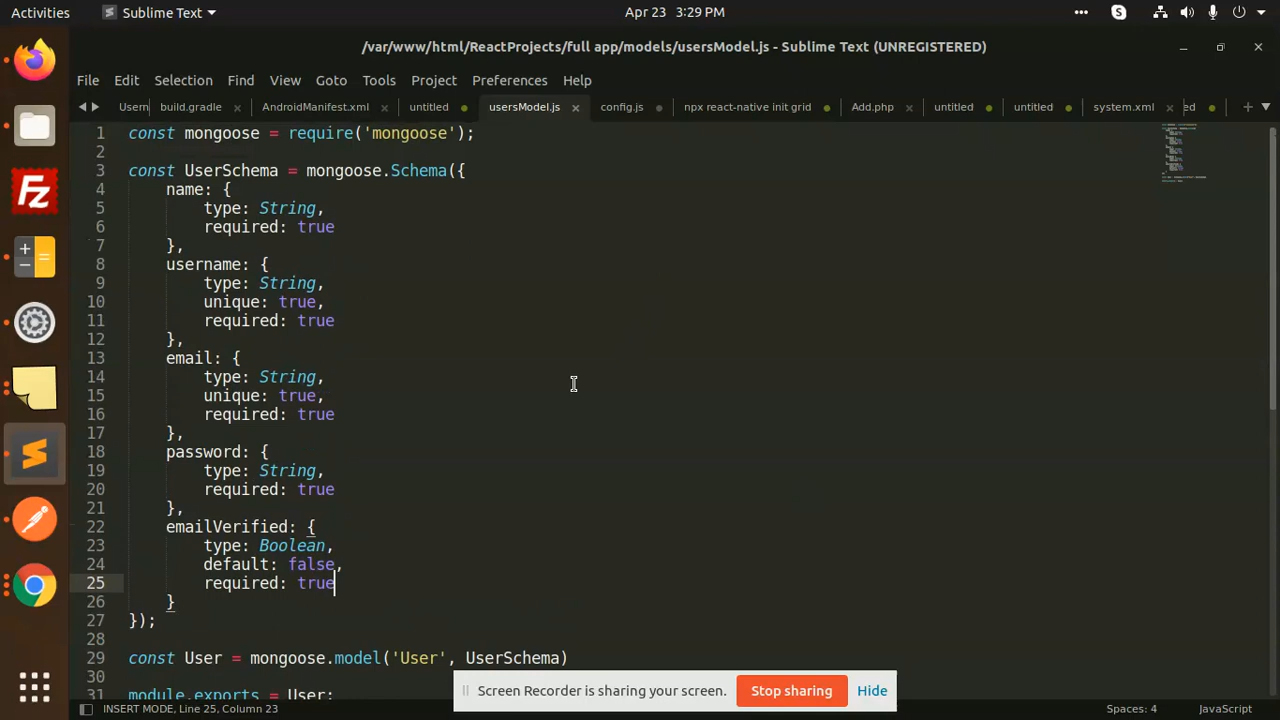 Activities Sublime Text Apr 23 3:29 PM
/var/www/html/ReactProjects/full app/models/usersModel.js - Sublime Text (UNREGISTERED)
File Edit Selection Find View Goto Tools Project Preferences Help
Usern build.gradle AndroidManifest.xml untitled usersModel.js config.js npx react-native init grid Add.php untitled untitled system.xml ed
1 const mongoose = require('mongoose');
2
3 const UserSchema = mongoose.Schema({
4 name: {
5 type: String,
6 required: true
7 },
8 username: {
9 type: String,
10 unique: true,
11 required: true
12 },
13 email: {
14 type: String,
15 unique: true,
16 required: true
17 },
18 password: {
19 type: String,
20 required: true
21 },
22 emailVerified: {
23 type: Boolean,
24 default: false,
25 required: true
26 }
27 });
28
29 const User = mongoose.model('User', UserSchema)
30
31 module.exports = User;
Screen Recorder is sharing your screen. Stop sharing Hide
INSERT MODE, Line 25, Column 23 Spaces: 4 JavaScript